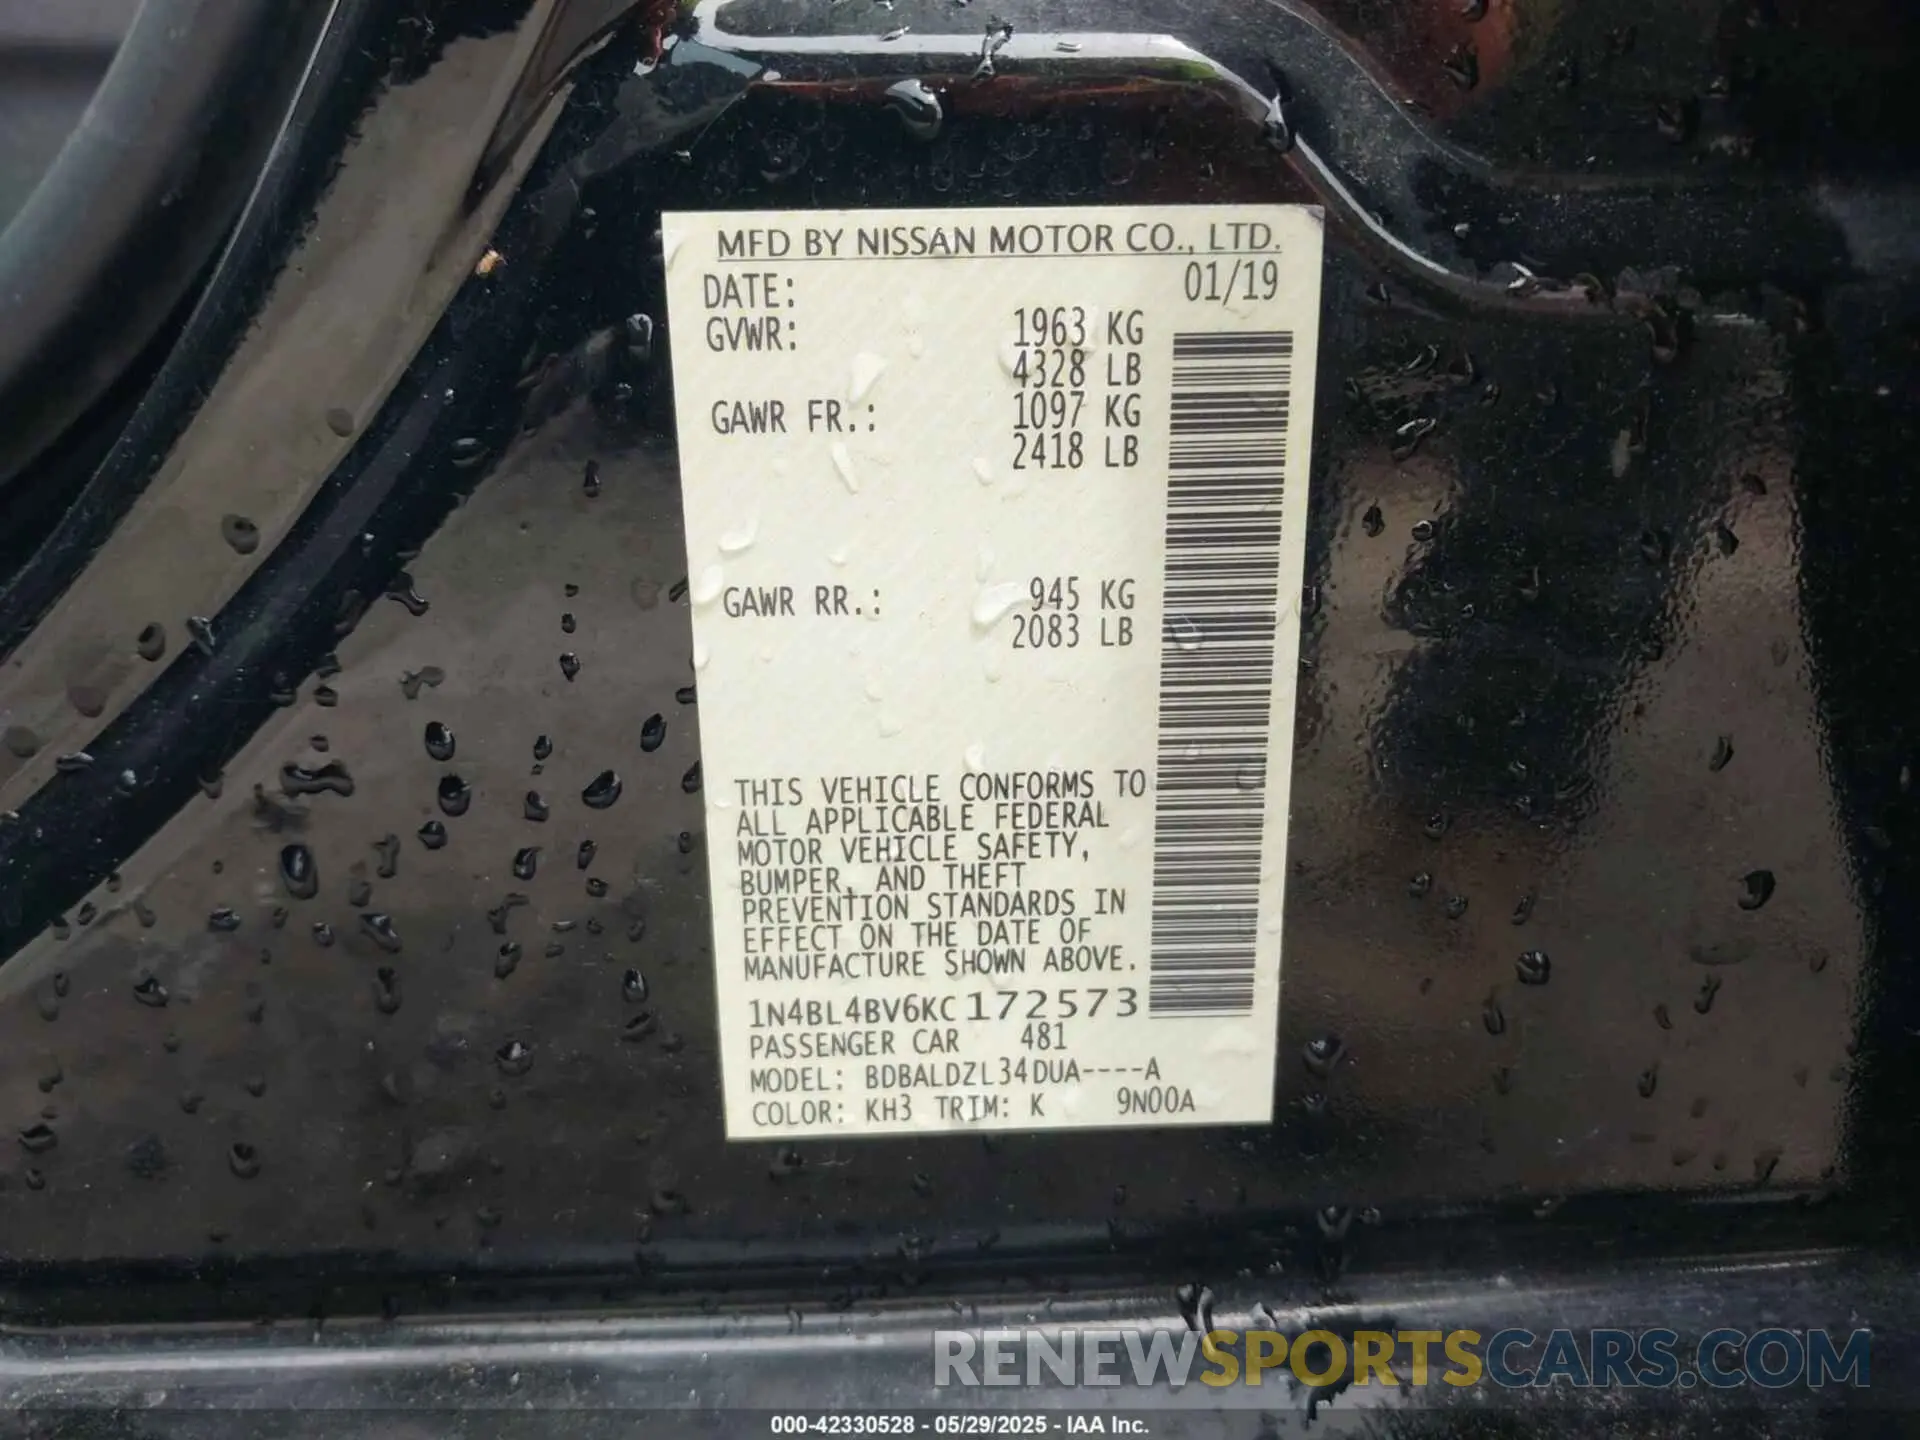 MFD BY NISSAN MOTOR CO., LTD.
DATE: 01/19
GVWR: 1963 KG
4328 LB
GAWR FR.: 1097 KG
2418 LB
GAWR RR.: 945 KG
2083 LB
THIS VEHICLE CONFORMS TO
ALL APPLICABLE FEDERAL
MOTOR VEHICLE SAFETY,
BUMPER, AND THEFT
PREVENTION STANDARDS IN
EFFECT ON THE DATE OF
MANUFACTURE SHOWN ABOVE.
1N4BL4BV6KC172573
PASSENGER CAR 481
MODEL: BDBALDZL34DUA----A
COLOR: KH3 TRIM: K 9N00A
RENEWSPORTSCARS.COM
000-42330528 - 05/29/2025 - IAA Inc.